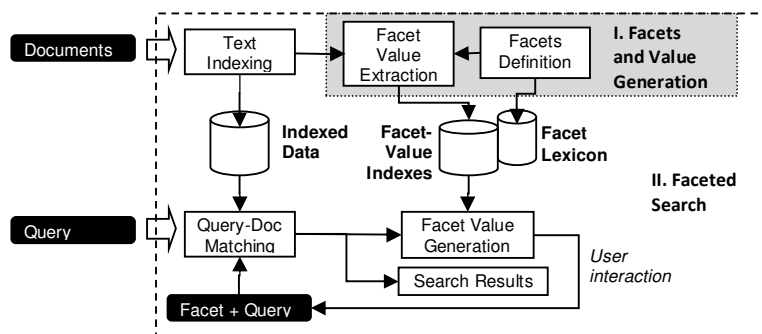 Documents
Text
Indexing
Facet
Value
Extraction
Facets
Definition
I. Facets
and Value
Generation
Indexed
Data
Facet-
Value
Indexes
Facet
Lexicon
II. Faceted
Search
Query
Query-Doc
Matching
Facet Value
Generation
User
interaction
Search Results
Facet + Query